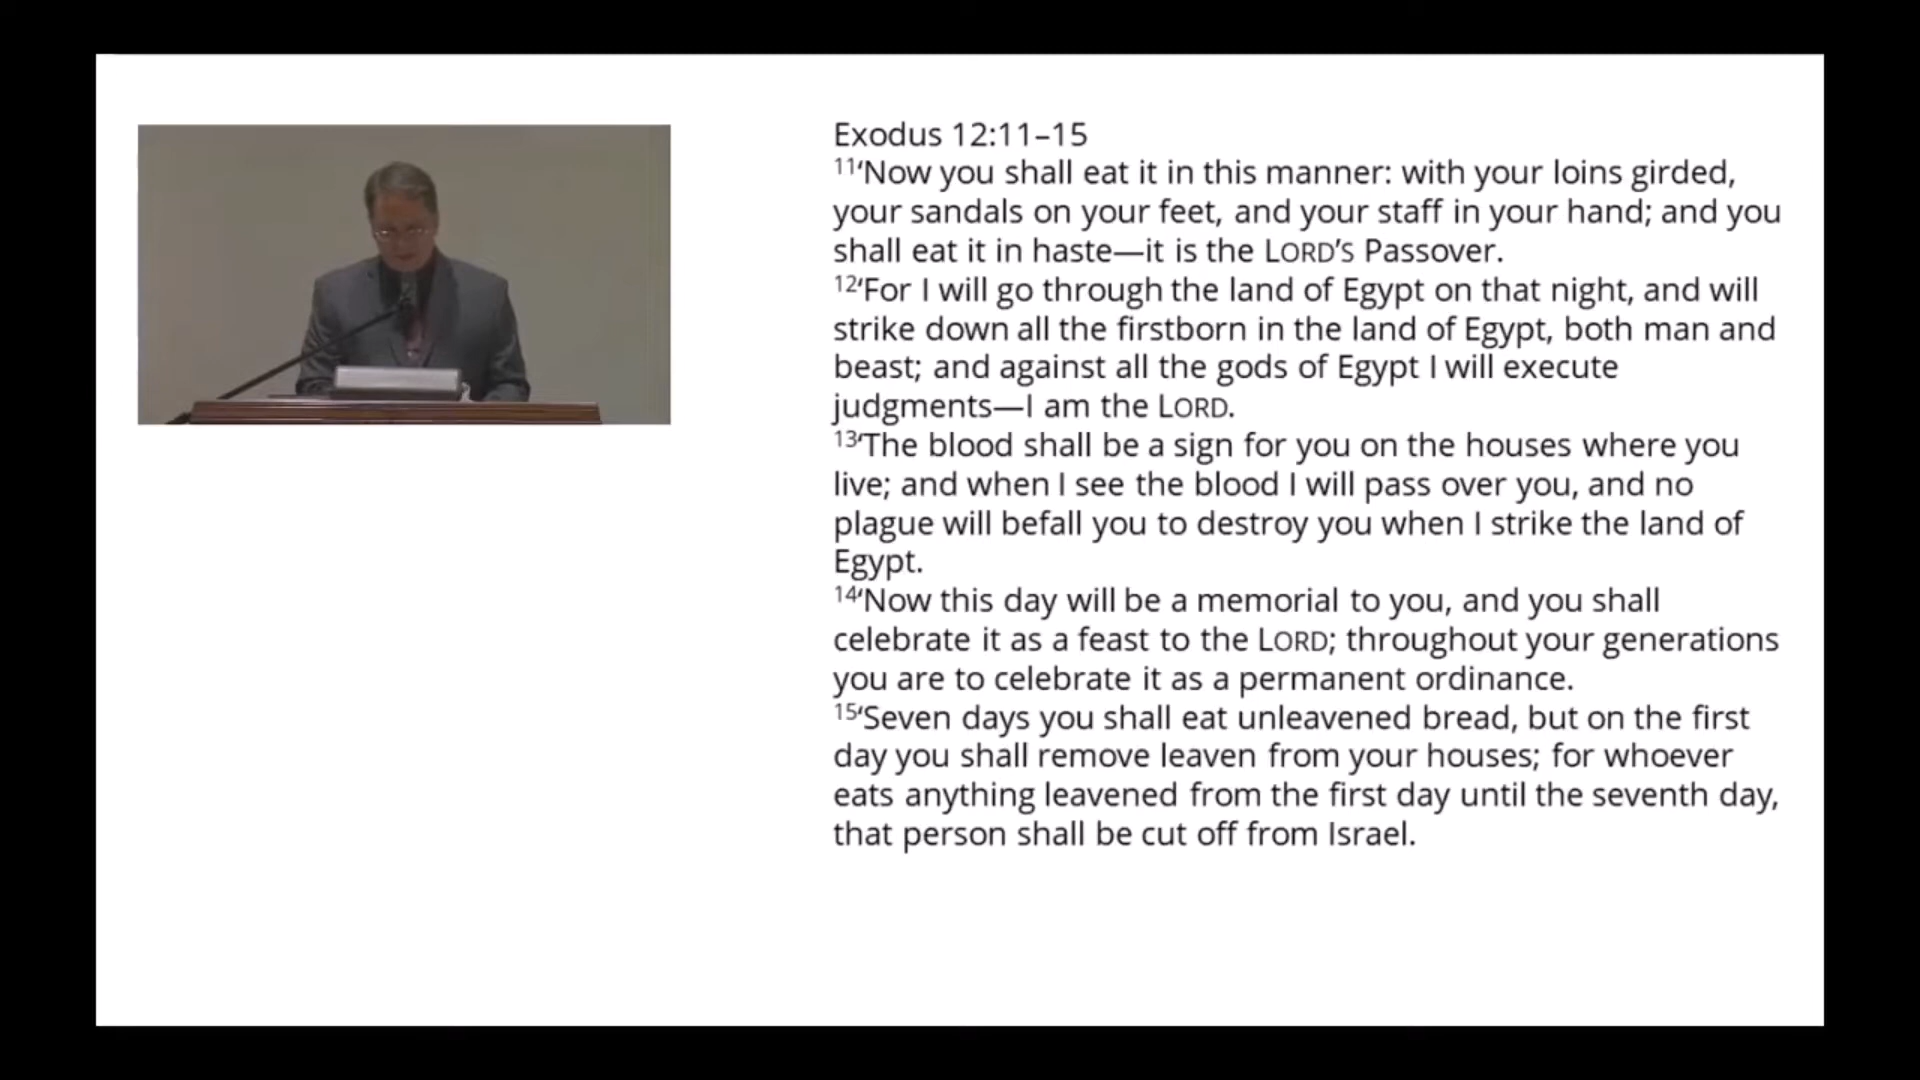 Exodus 12:11–15
11‘Now you shall eat it in this manner: with your loins girded,
your sandals on your feet, and your staff in your hand; and you
shall eat it in haste—it is the LORD’S Passover.
12‘For I will go through the land of Egypt on that night, and will
strike down all the firstborn in the land of Egypt, both man and
beast; and against all the gods of Egypt I will execute
judgments—I am the LORD.
13‘The blood shall be a sign for you on the houses where you
live; and when I see the blood I will pass over you, and no
plague will befall you to destroy you when I strike the land of
Egypt.
14‘Now this day will be a memorial to you, and you shall
celebrate it as a feast to the LORD; throughout your generations
you are to celebrate it as a permanent ordinance.
15‘Seven days you shall eat unleavened bread, but on the first
day you shall remove leaven from your houses; for whoever
eats anything leavened from the first day until the seventh day,
that person shall be cut off from Israel.